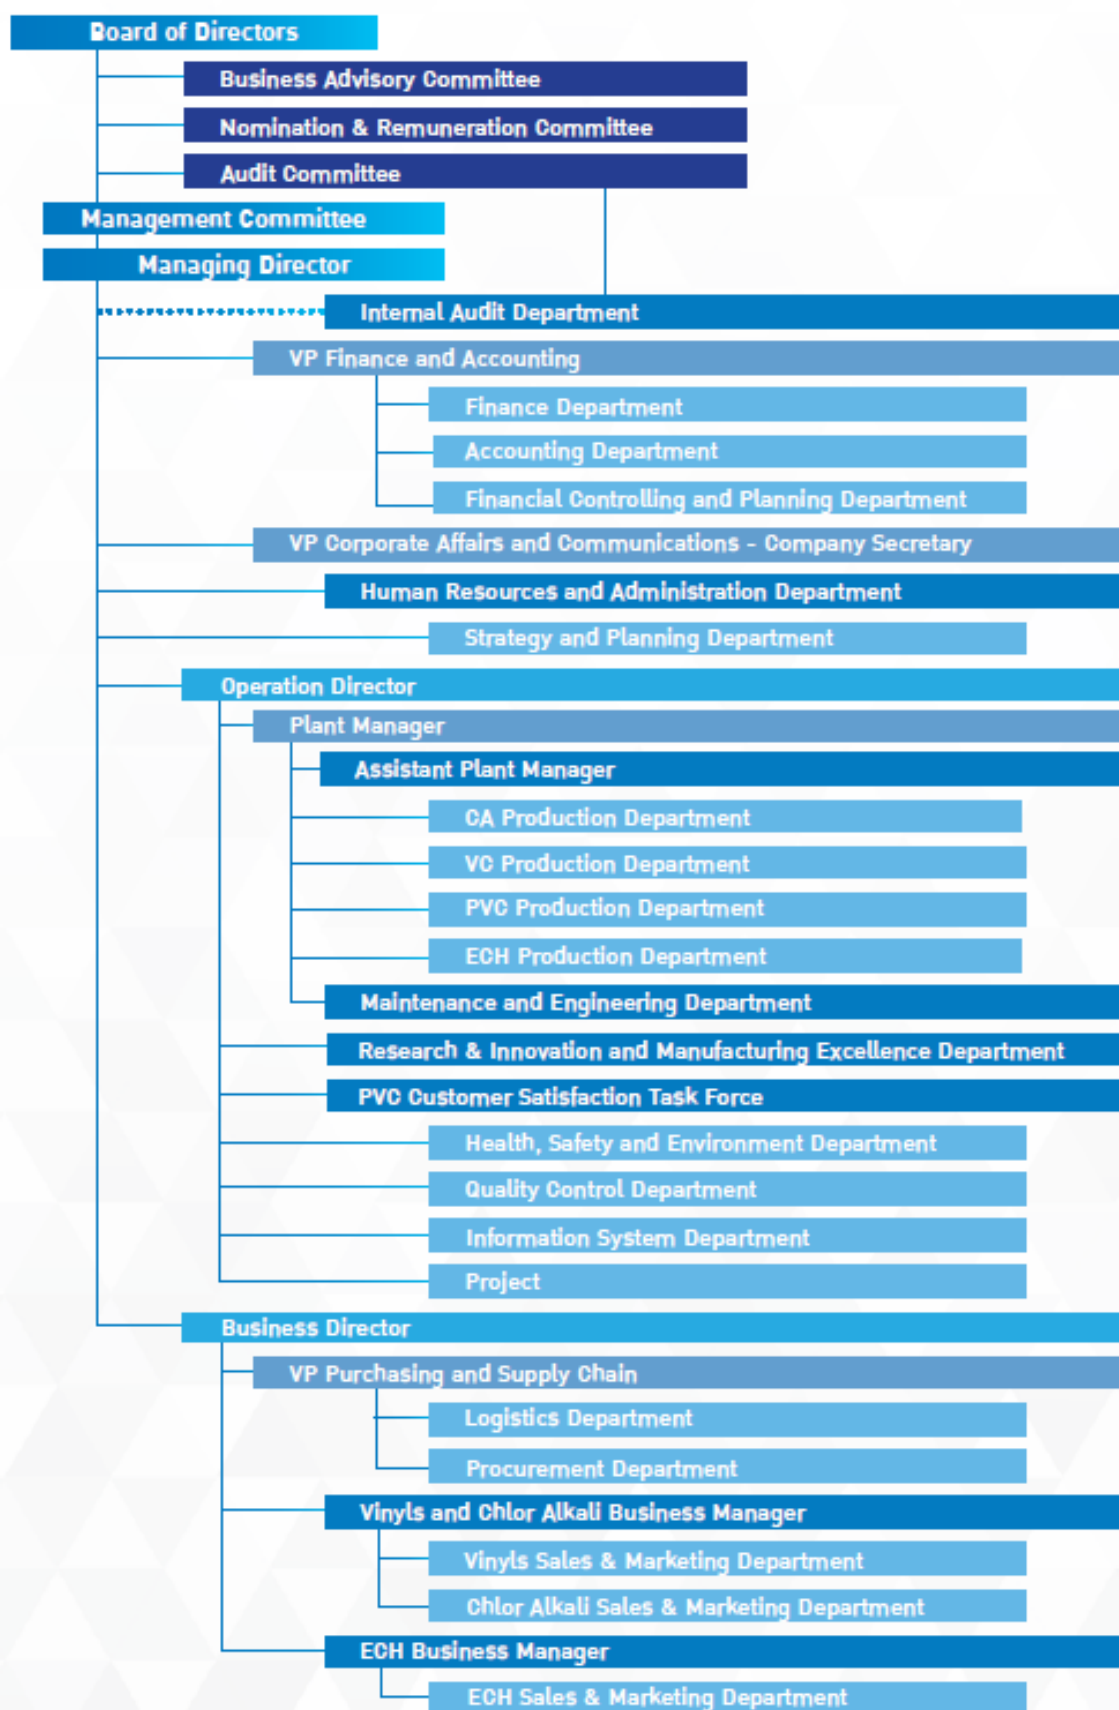 Board of Directors
Business Advisory Committee
Nomination & Remuneration Committee
Audit Committee
Management Committee
Managing Director
Internal Audit Department
VP Finance and Accounting
Finance Department
Accounting Department
Financial Controlling and Planning Department
VP Corporate Affairs and Communications - Company Secretary
Human Resources and Administration Department
Strategy and Planning Department
Operation Director
Plant Manager
Assistant Plant Manager
CA Production Department
VC Production Department
PVC Production Department
ECH Production Department
Maintenance and Engineering Department
Research & Innovation and Manufacturing Excellence Department
PVC Customer Satisfaction Task Force
Health, Safety and Environment Department
Quality Control Department
Information System Department
Project
Business Director
VP Purchasing and Supply Chain
Logistics Department
Procurement Department
Vinyls and Chlor Alkali Business Manager
Vinyls Sales & Marketing Department
Chlor Alkali Sales & Marketing Department
ECH Business Manager
ECH Sales & Marketing Department